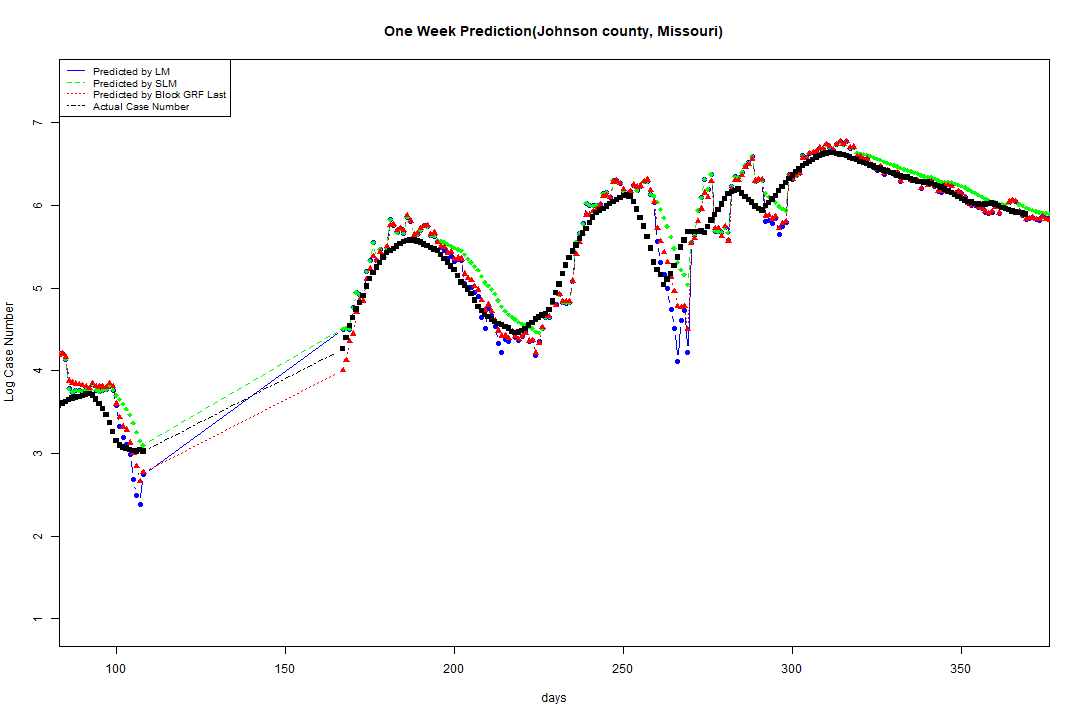 One Week Prediction(Johnson county, Missouri)
Predicted by LM
Predicted by SLM
Predicted by Block GRF Last
Actual Case Number
Log Case Number
7
6
5
4
3
2
1
100 150 200 250 300 350
days